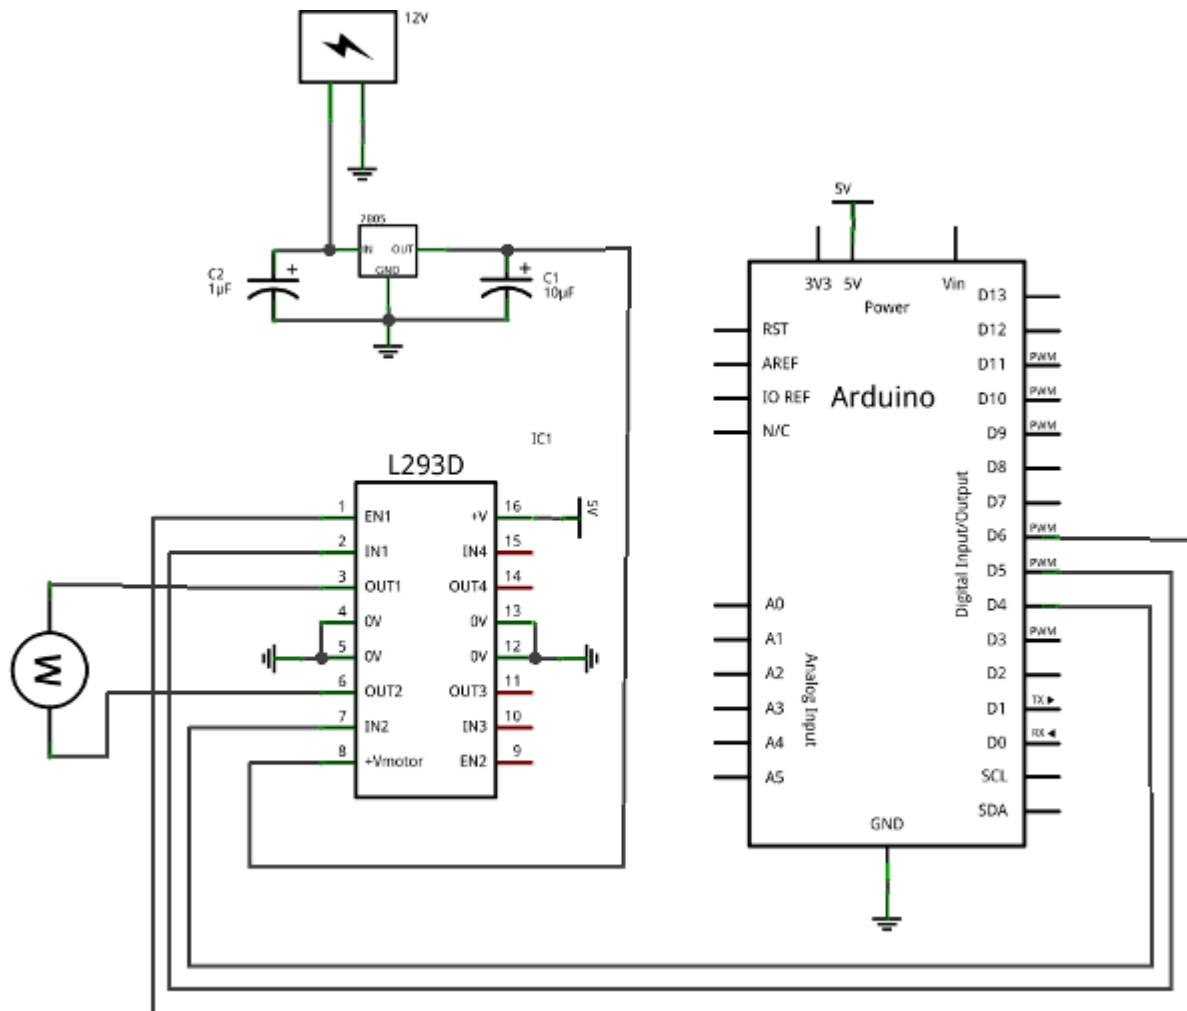 12V
7805
IN OUT
GND
C2
1µF
C1
10µF
IC1
L293D
1 EN1
2 IN1
3 OUT1
4 0V
5 0V
6 OUT2
7 IN2
8 +Vmotor
16 +V
15 IN4
14 OUT4
13 0V
12 0V
11 OUT3
10 IN3
9 EN2
5V
M
5V
3V3 5V Vin
Power
Arduino
RST
AREF
IO REF
N/C
A0
A1
A2
A3
A4
A5
Analog Input
Digital Input/Output
D13
D12
D11 PWM
D10 PWM
D9 PWM
D8
D7
D6 PWM
D5 PWM
D4
D3 PWM
D2
D1 TX ▶
D0 RX ◀
SCL
SDA
GND